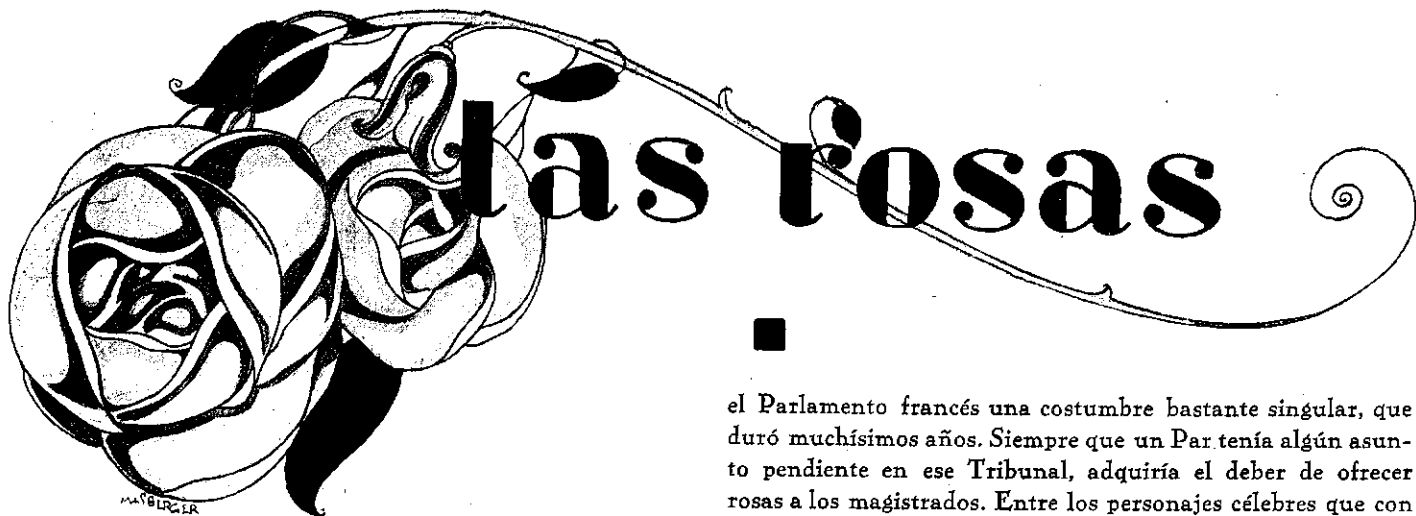 las rosas
el Parlamento francés una costumbre bastante singular, que
duró muchísimos años. Siempre que un Par tenía algún asun-
to pendiente en ese Tribunal, adquiría el deber de ofrecer
rosas a los magistrados. Entre los personajes célebres que con
MASBERGER